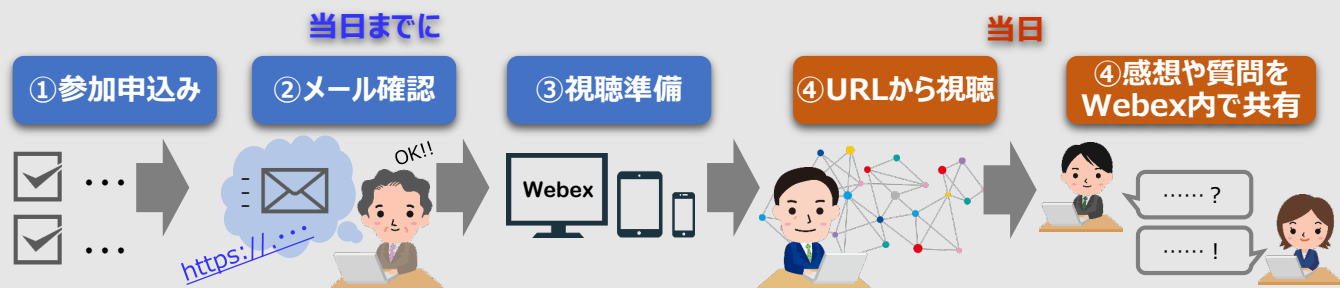 当日までに
当日
①参加申込み
②メール確認
③視聴準備
④URLから視聴
④感想や質問を
Webex内で共有
…
…
https://.…
OK!!
Webex
……？
……！